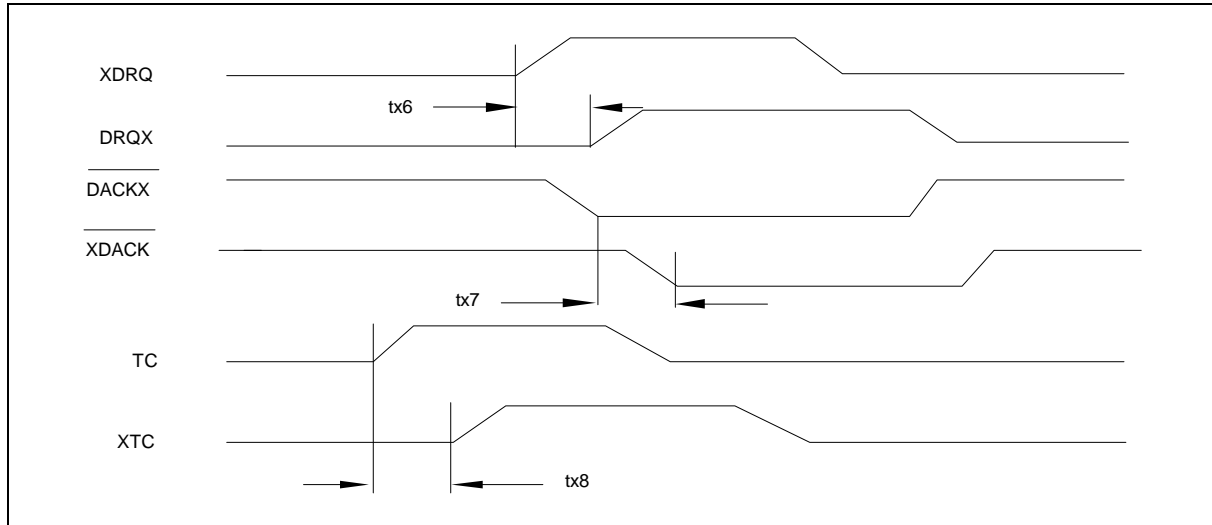 XDRQ
tx6
DRQX
DACKX
XDACK
tx7
TC
XTC
tx8